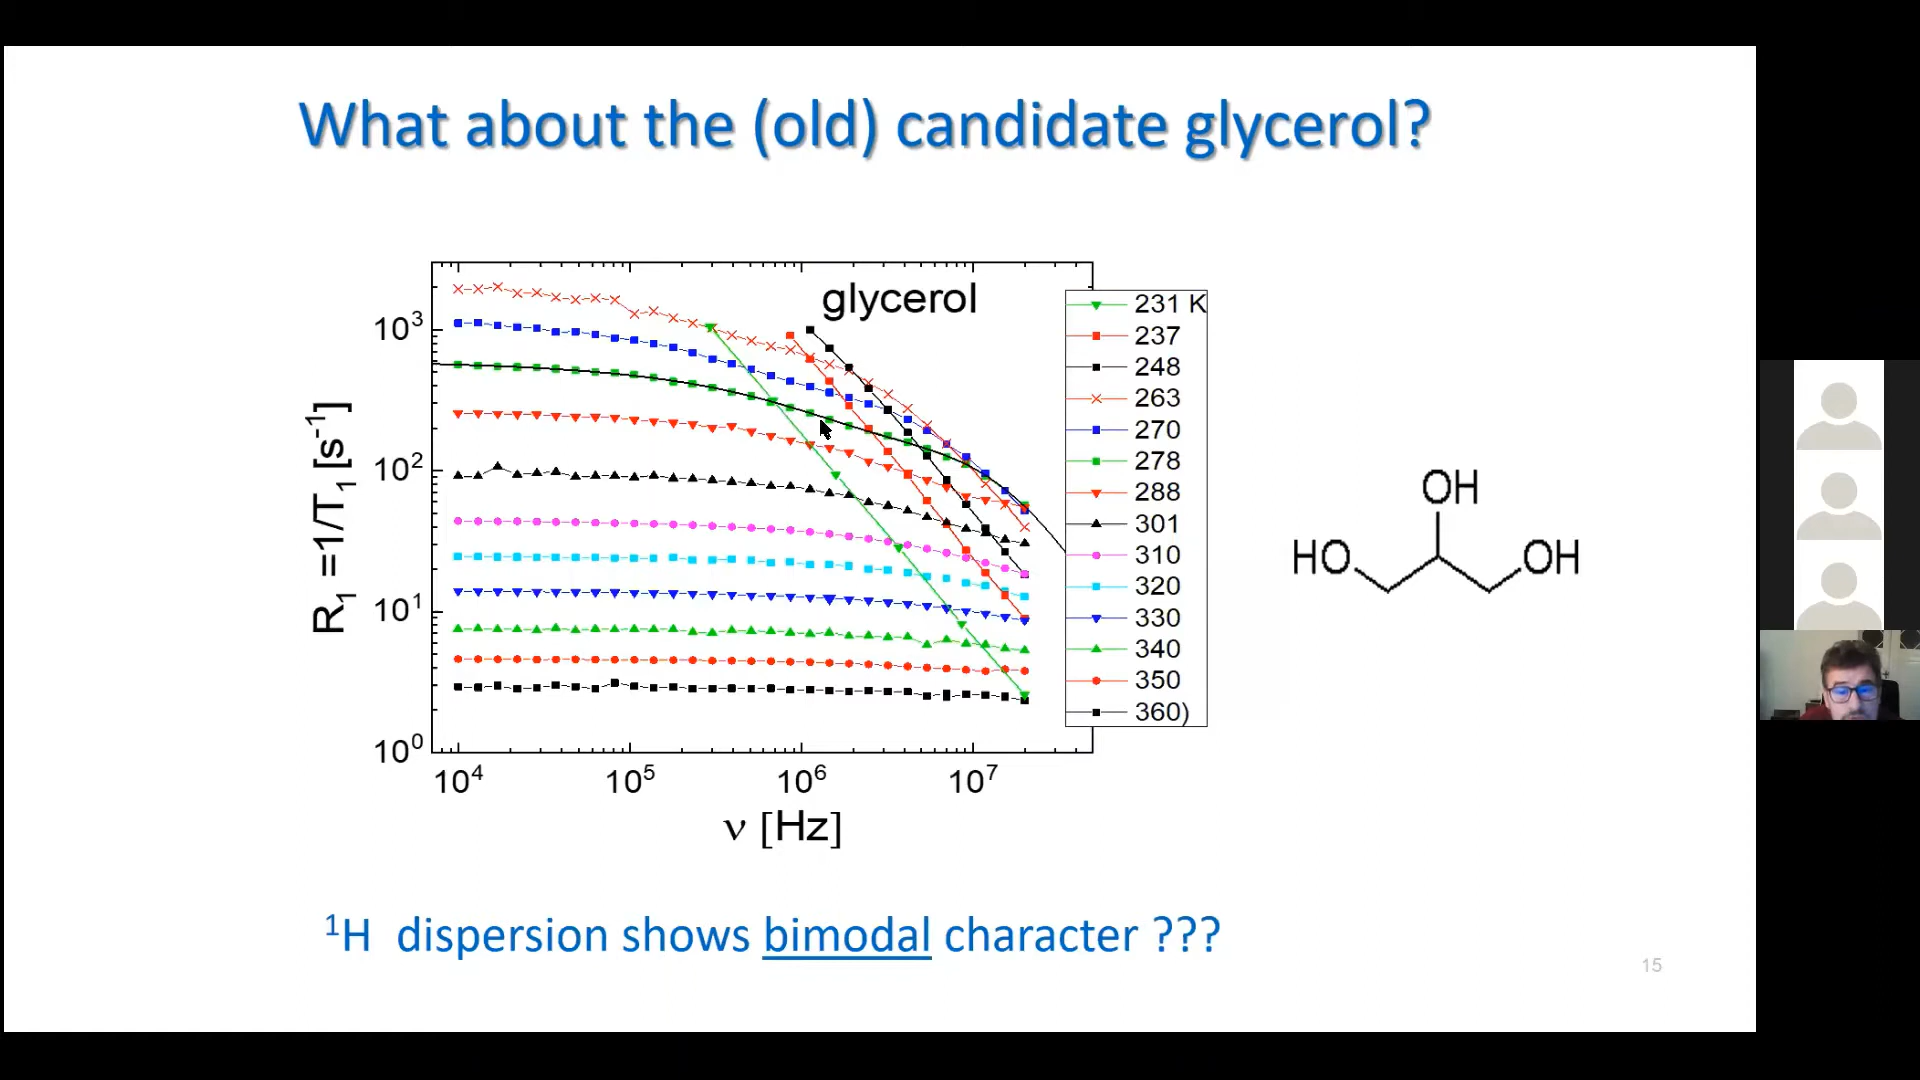 What about the (old) candidate glycerol?
glycerol
R₁ =1/T₁ [s⁻¹]
10³
10²
10¹
10⁰
10⁴ 10⁵ 10⁶ 10⁷
ν [Hz]
231 K
237
248
263
270
278
288
301
310
320
330
340
350
360)
OH
HO OH
¹H dispersion shows bimodal character ???
15